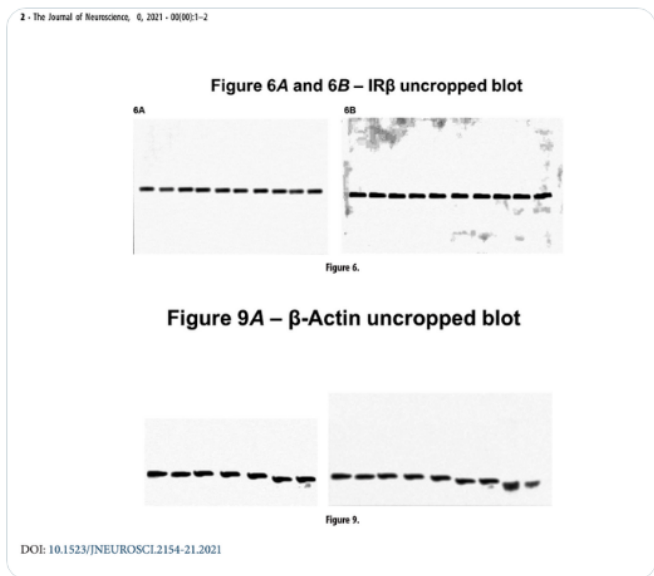 2 • The Journal of Neuroscience, 0, 2021 • 00(00):1–2
Figure 6A and 6B – IRβ uncropped blot
6A 6B
Figure 6.
Figure 9A – β-Actin uncropped blot
Figure 9.
DOI: 10.1523/JNEUROSCI.2154-21.2021